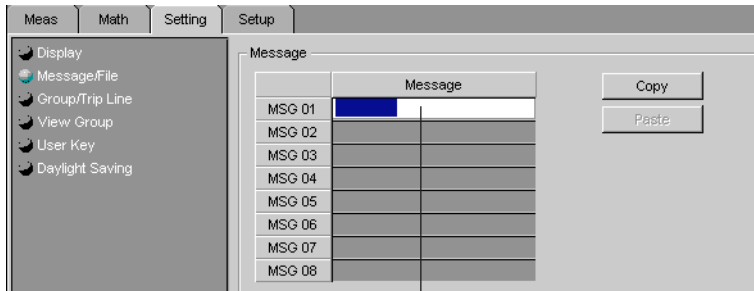 Meas Math Setting Setup
Display
Message/File
Group/Trip Line
View Group
User Key
Daylight Saving
Message
Message
MSG 01
MSG 02
MSG 03
MSG 04
MSG 05
MSG 06
MSG 07
MSG 08
Copy
Paste